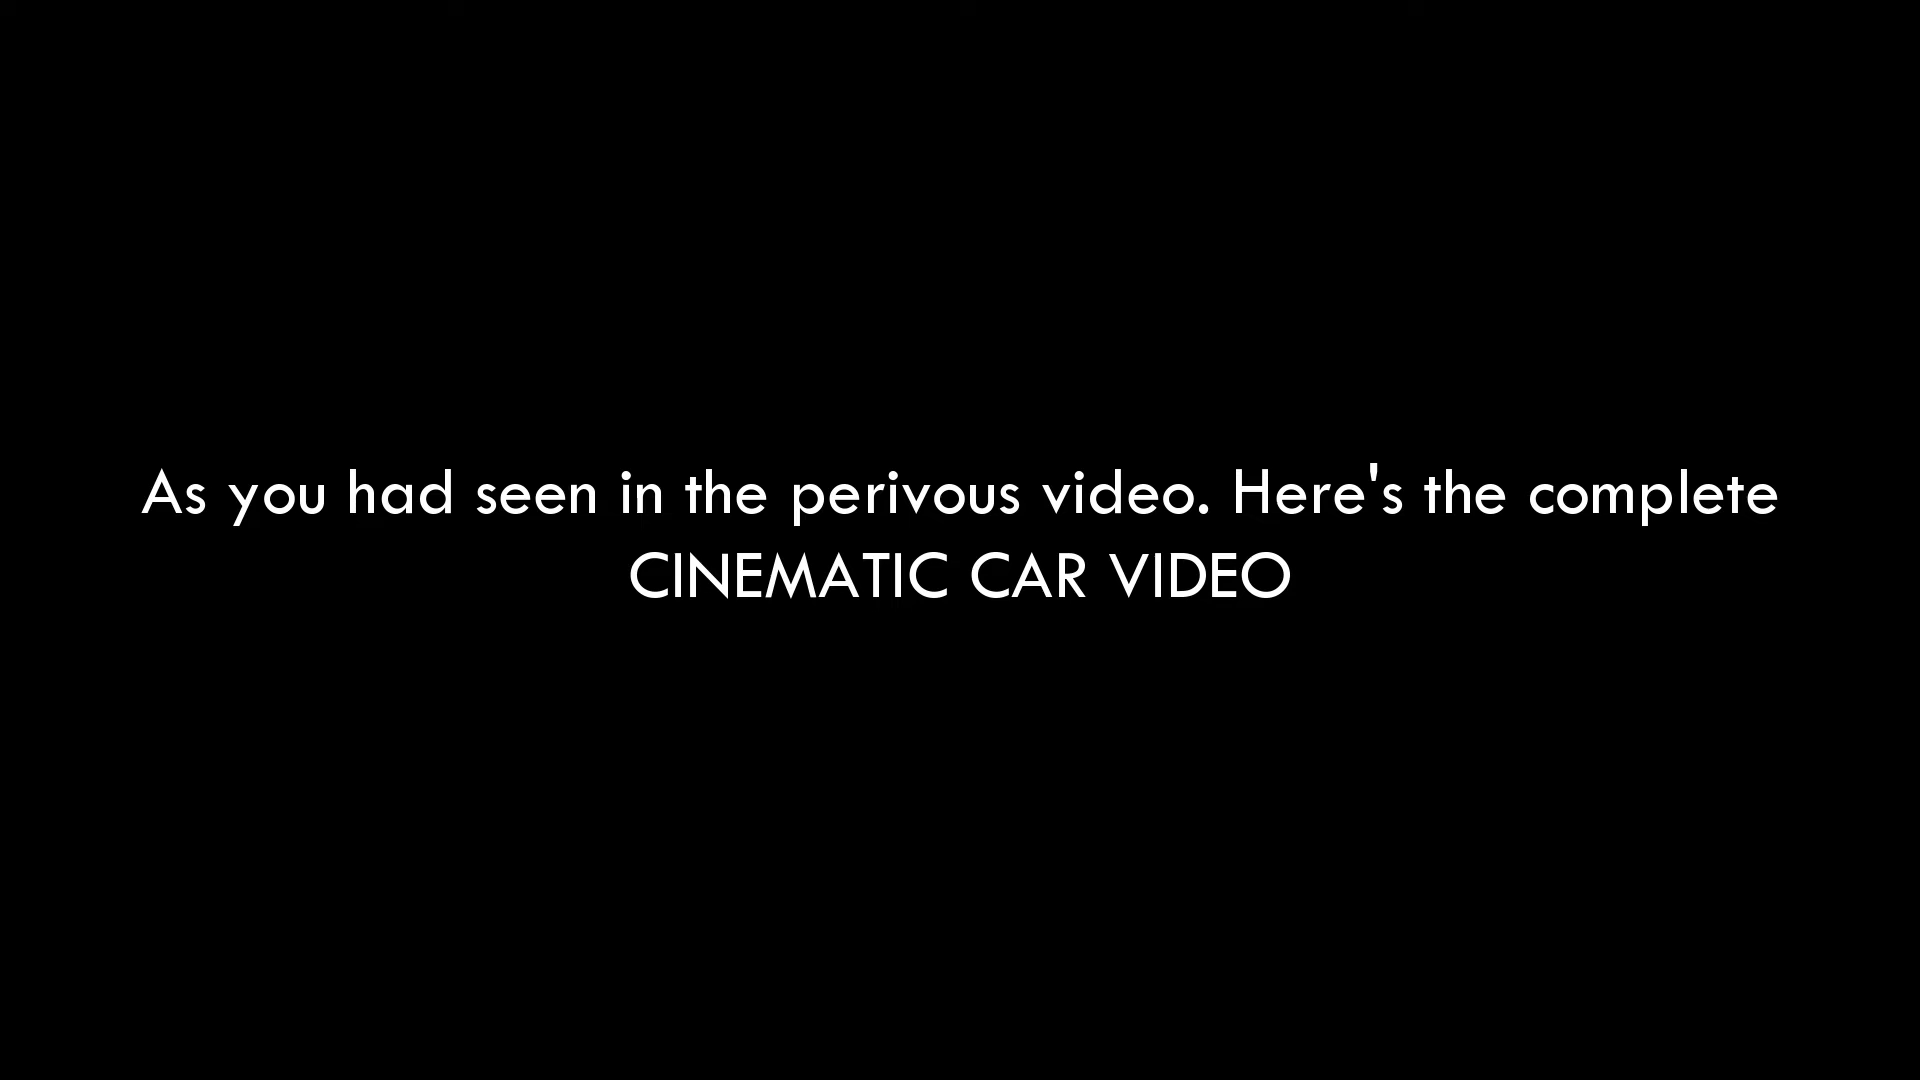 As you had seen in the perivous video. Here's the complete
CINEMATIC CAR VIDEO